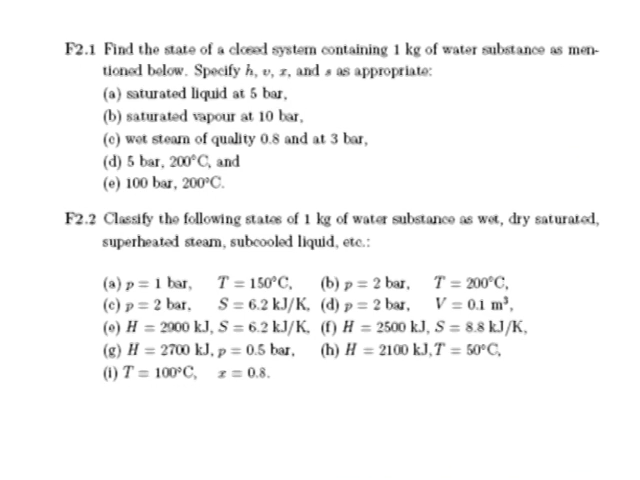 F2.1 Find the state of a closed system containing 1 kg of water substance as men-
tioned below. Specify h, v, x, and s as appropriate:
(a) saturated liquid at 5 bar,
(b) saturated vapour at 10 bar,
(c) wet steam of quality 0.8 and at 3 bar,
(d) 5 bar, 200°C, and
(e) 100 bar, 200°C.
F2.2 Classify the following states of 1 kg of water substance as wet, dry saturated,
superheated steam, subcooled liquid, etc.:
(a) p = 1 bar, T = 150°C, (b) p = 2 bar, T = 200°C,
(c) p = 2 bar, S = 6.2 kJ/K, (d) p = 2 bar, V = 0.1 m³,
(e) H = 2900 kJ, S = 6.2 kJ/K, (f) H = 2500 kJ, S = 8.8 kJ/K,
(g) H = 2700 kJ, p = 0.5 bar, (h) H = 2100 kJ, T = 50°C,
(i) T = 100°C, x = 0.8.